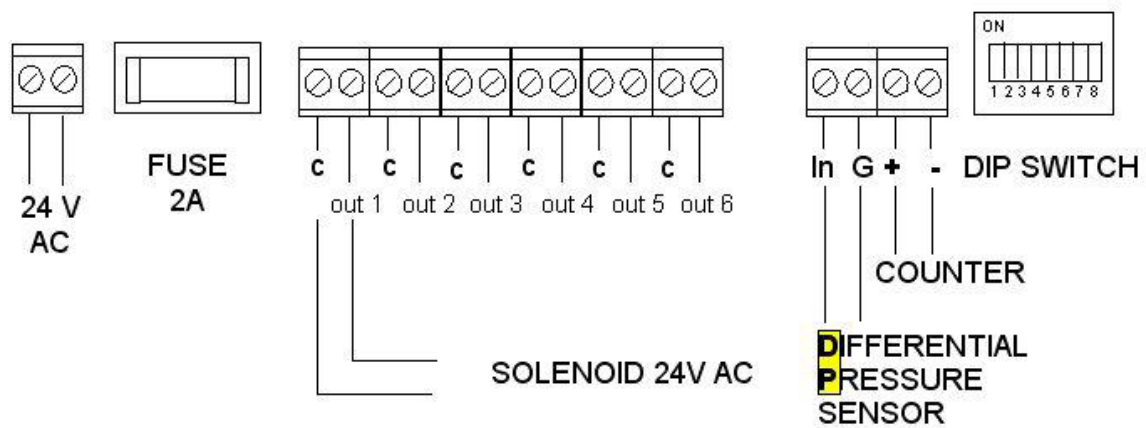 ON
1 2 3 4 5 6 7 8
24 V
AC
FUSE
2A
c c c c c c
out 1 out 2 out 3 out 4 out 5 out 6
In G + - DIP SWITCH
COUNTER
SOLENOID 24V AC
DIFFERENTIAL
PRESSURE
SENSOR